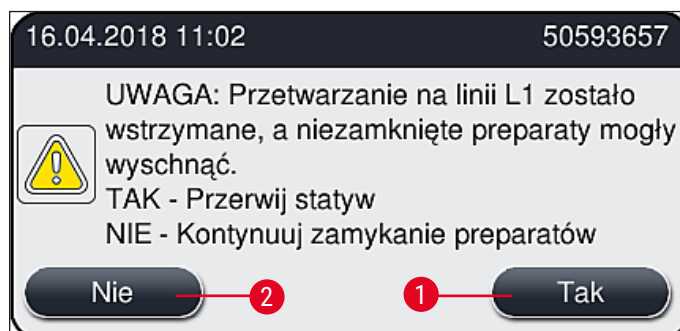 16.04.2018 11:02 50593657
UWAGA: Przetwarzanie na linii L1 zostało
wstrzymane, a niezamknięte preparaty mogły
wyschnąć.
TAK - Przerwij statyw
NIE - Kontynuuj zamykanie preparatów
Nie 2 1 Tak